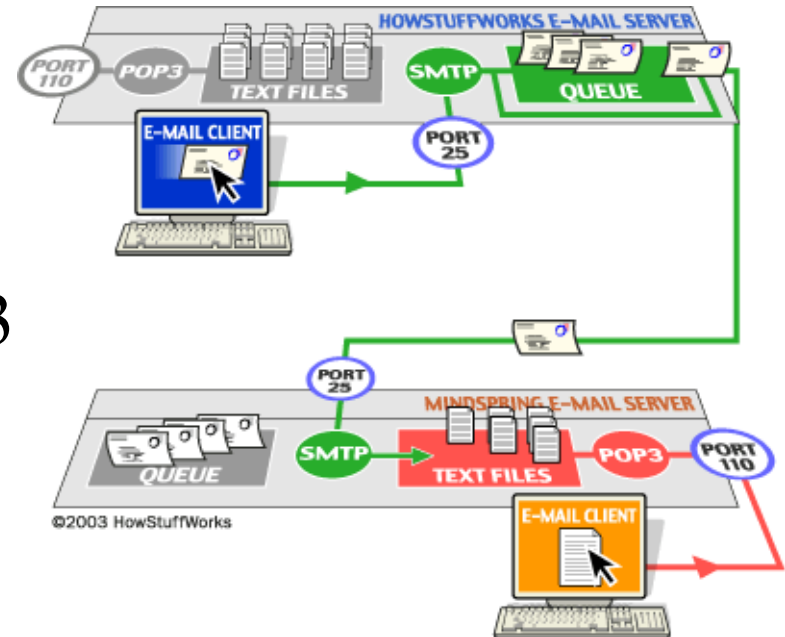 HOWSTUFFWORKS E-MAIL SERVER
PORT
110
POP3
TEXT FILES
SMTP
QUEUE
E-MAIL CLIENT
PORT
25
3
PORT
25
MINDSPRING E-MAIL SERVER
QUEUE
SMTP
TEXT FILES
POP3
PORT
110
©2003 HowStuffWorks
E-MAIL CLIENT